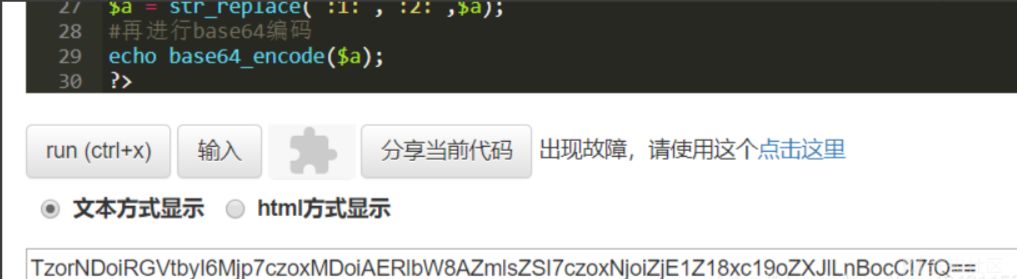 27 $a = str_replace(':1:', ':2:',$a);
28 #再进行base64编码
29 echo base64_encode($a);
30 ?>
run (ctrl+x) 输入 分享当前代码 出现故障，请使用这个点击这里
文本方式显示 html方式显示
TzorNDoiRGVtbyI6Mjp7czoxMDoiAERlbW8AZmlsZSI7czoxNjoiZjE1Z18xc19oZXJlLnBocCI7fQ==